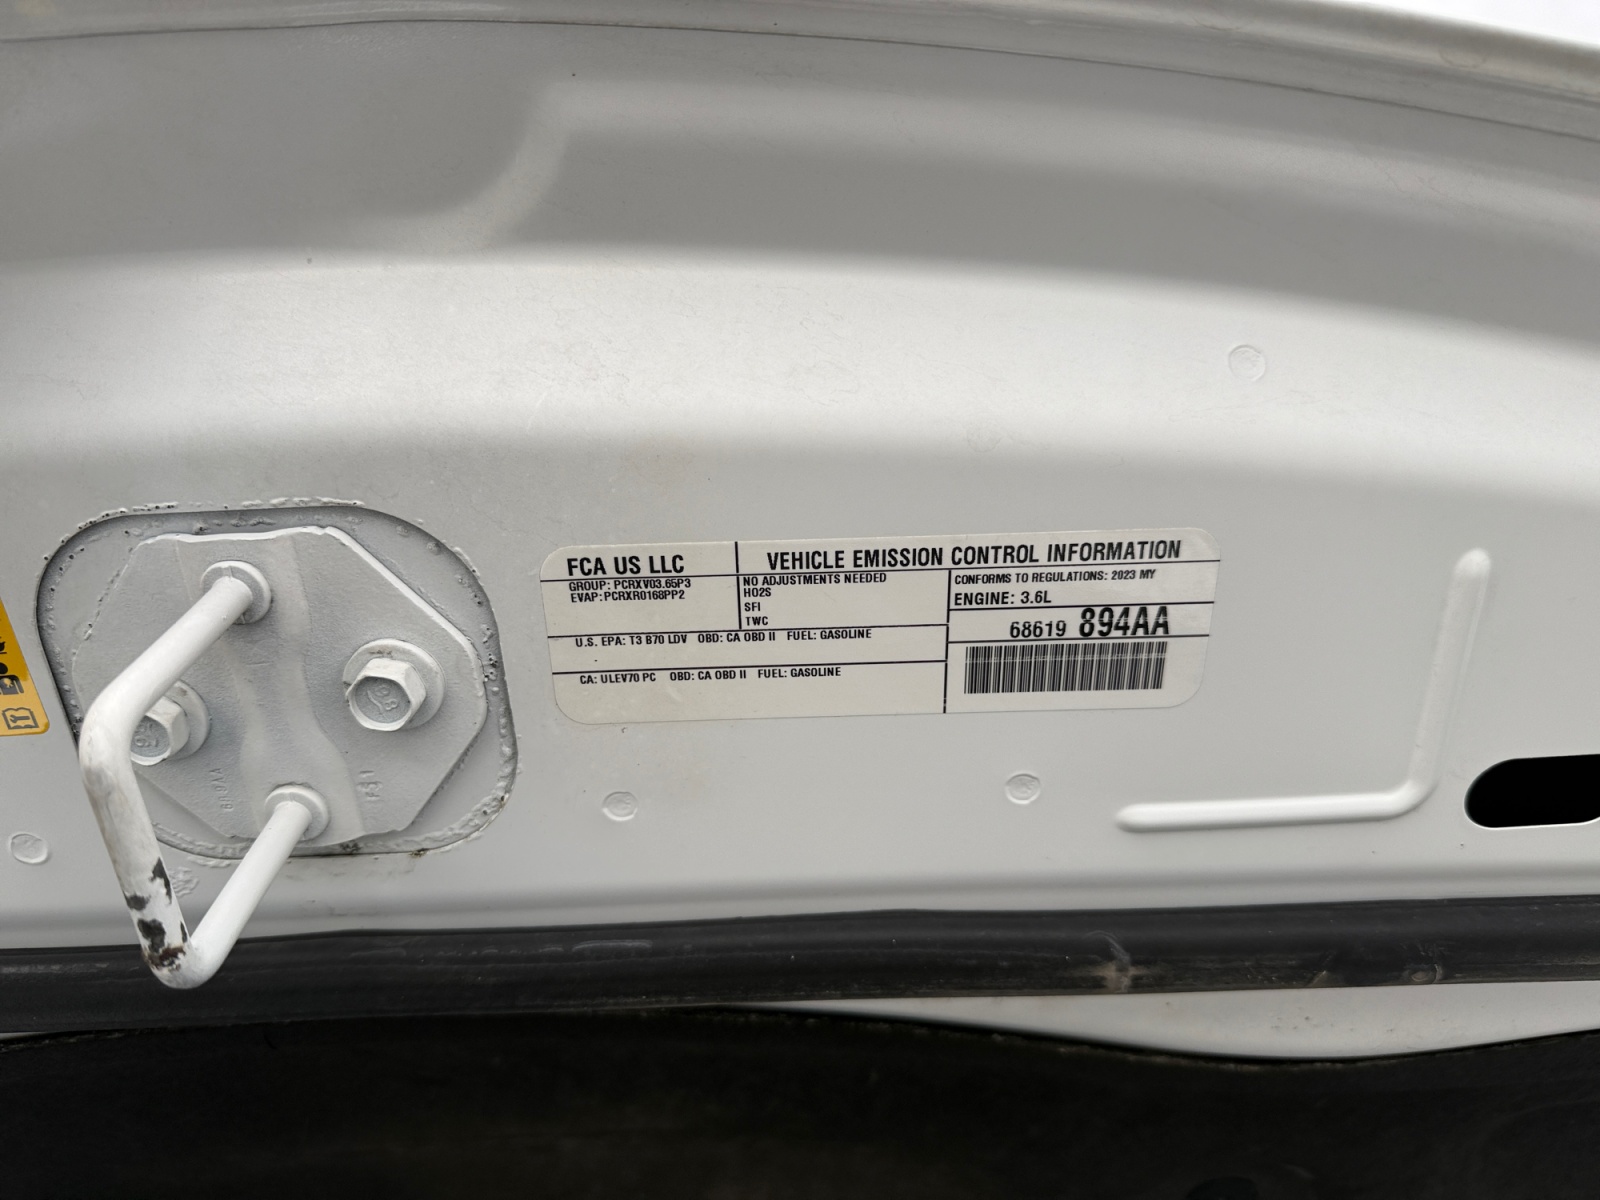 FCA US LLC
VEHICLE EMISSION CONTROL INFORMATION
GROUP: PCRXV03.65P3
EVAP: PCRXR0168PP2
NO ADJUSTMENTS NEEDED
HO2S
SFI
TWC
CONFORMS TO REGULATIONS: 2023 MY
ENGINE: 3.6L
68619 894AA
U.S. EPA: T3 B70 LDV OBD: CA OBD II FUEL: GASOLINE
CA: ULEV70 PC OBD: CA OBD II FUEL: GASOLINE
9.8